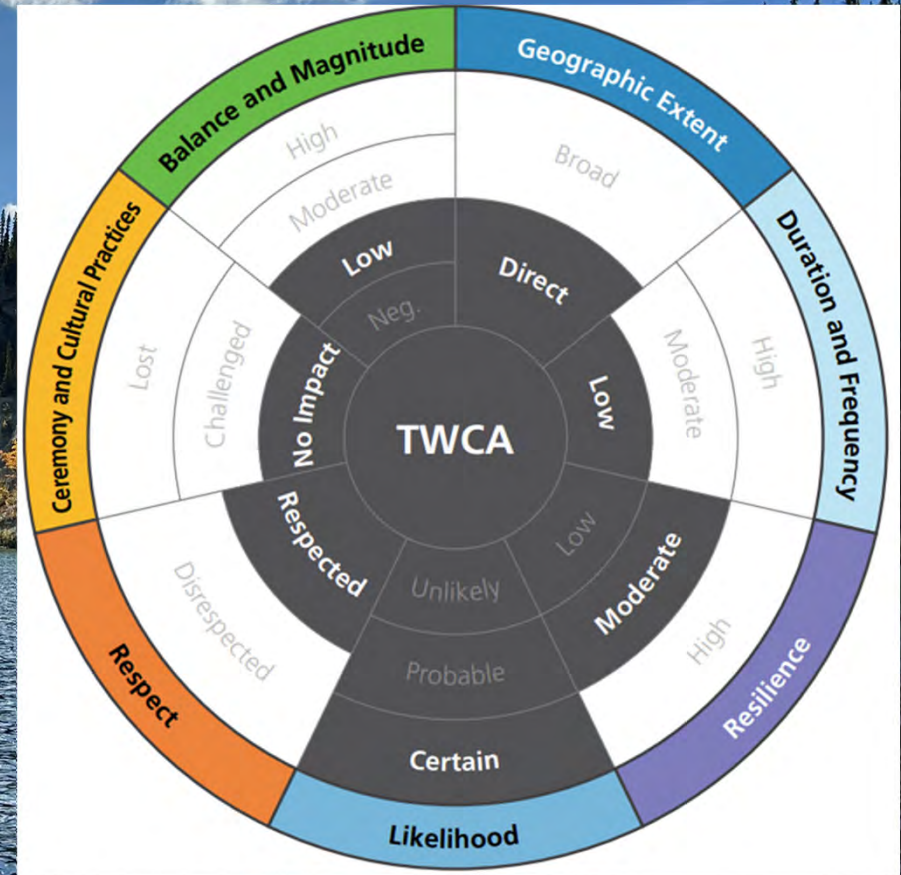 Balance and Magnitude
High
Moderate
Low
Neg.
Geographic Extent
Broad
Direct
Duration and Frequency
High
Moderate
Low
Resilience
High
Moderate
Low
Likelihood
Certain
Probable
Unlikely
Respect
Disrespected
Respected
Ceremony and Cultural Practices
Lost
Challenged
No Impact
TWCA